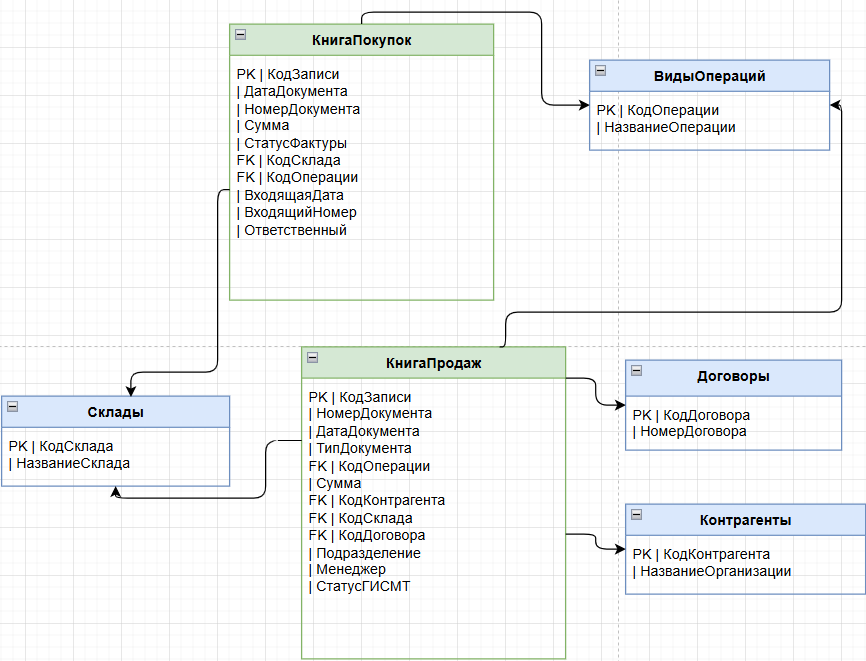 КнигаПокупок
PK | КодЗаписи
| ДатаДокумента
| НомерДокумента
| Сумма
| СтатусФактуры
FK | КодСклада
FK | КодОперации
| ВходящаяДата
| ВходящийНомер
| Ответственный
ВидыОпераций
PK | КодОперации
| НазваниеОперации
Склады
PK | КодСклада
| НазваниеСклада
КнигаПродаж
PK | КодЗаписи
| НомерДокумента
| ДатаДокумента
| ТипДокумента
FK | КодОперации
| Сумма
FK | КодКонтрагента
FK | КодСклада
FK | КодДоговора
| Подразделение
| Менеджер
| СтатусГИСМТ
Договоры
PK | КодДоговора
| НомерДоговора
Контрагенты
PK | КодКонтрагента
| НазваниеОрганизации